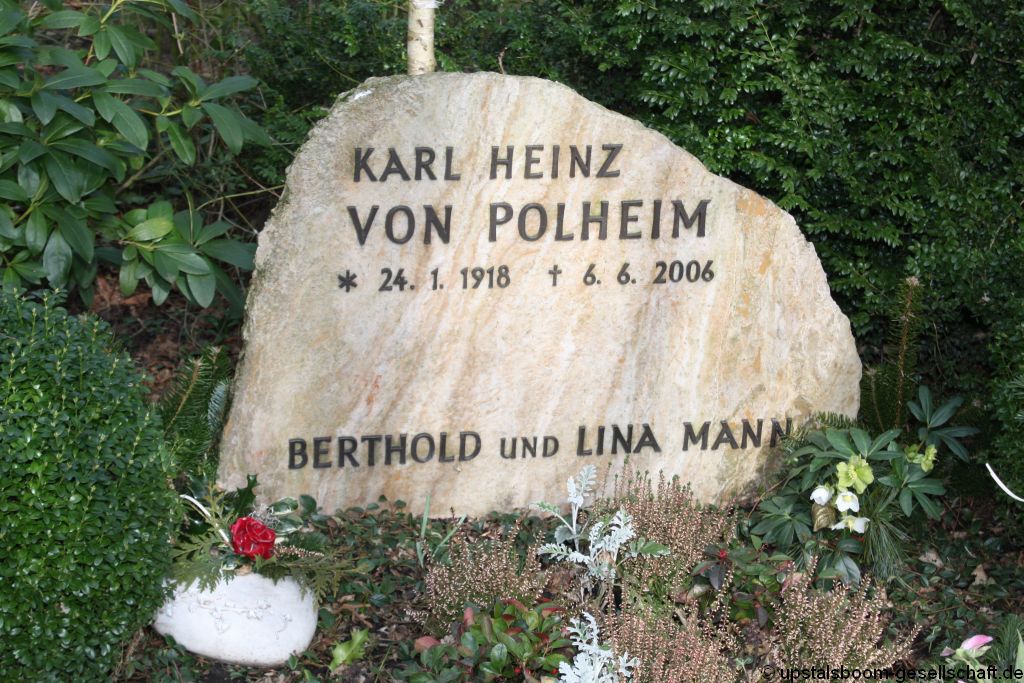 KARL HEINZ
VON POLHEIM
* 24. 1. 1918 † 6. 6. 2006
BERTHOLD UND LINA MANN
© upstalsboom-gesellschaft.de